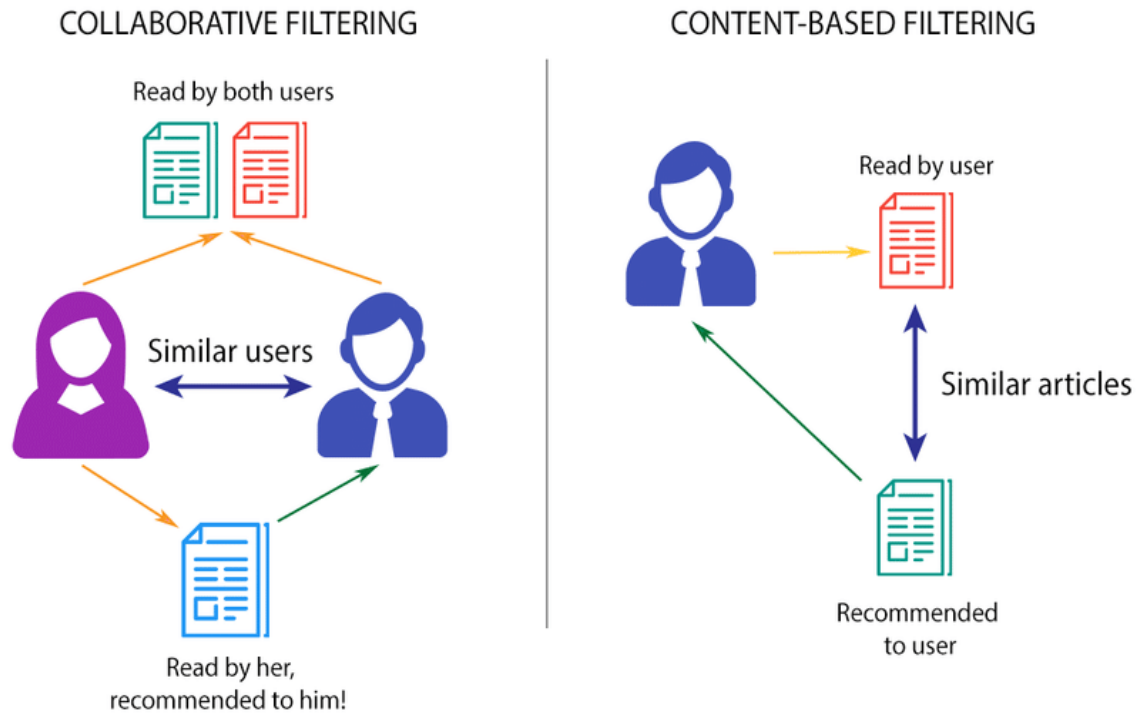 COLLABORATIVE FILTERING
Read by both users
Similar users
Read by her,
recommended to him!
CONTENT-BASED FILTERING
Read by user
Similar articles
Recommended
to user